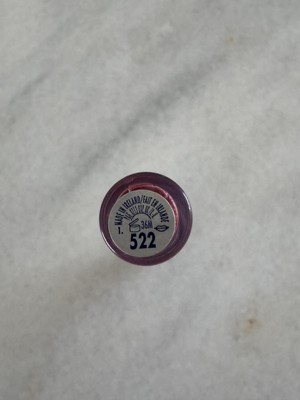 MADE IN IRELAND/FAIT EN IRLANDE
36M
1.
522